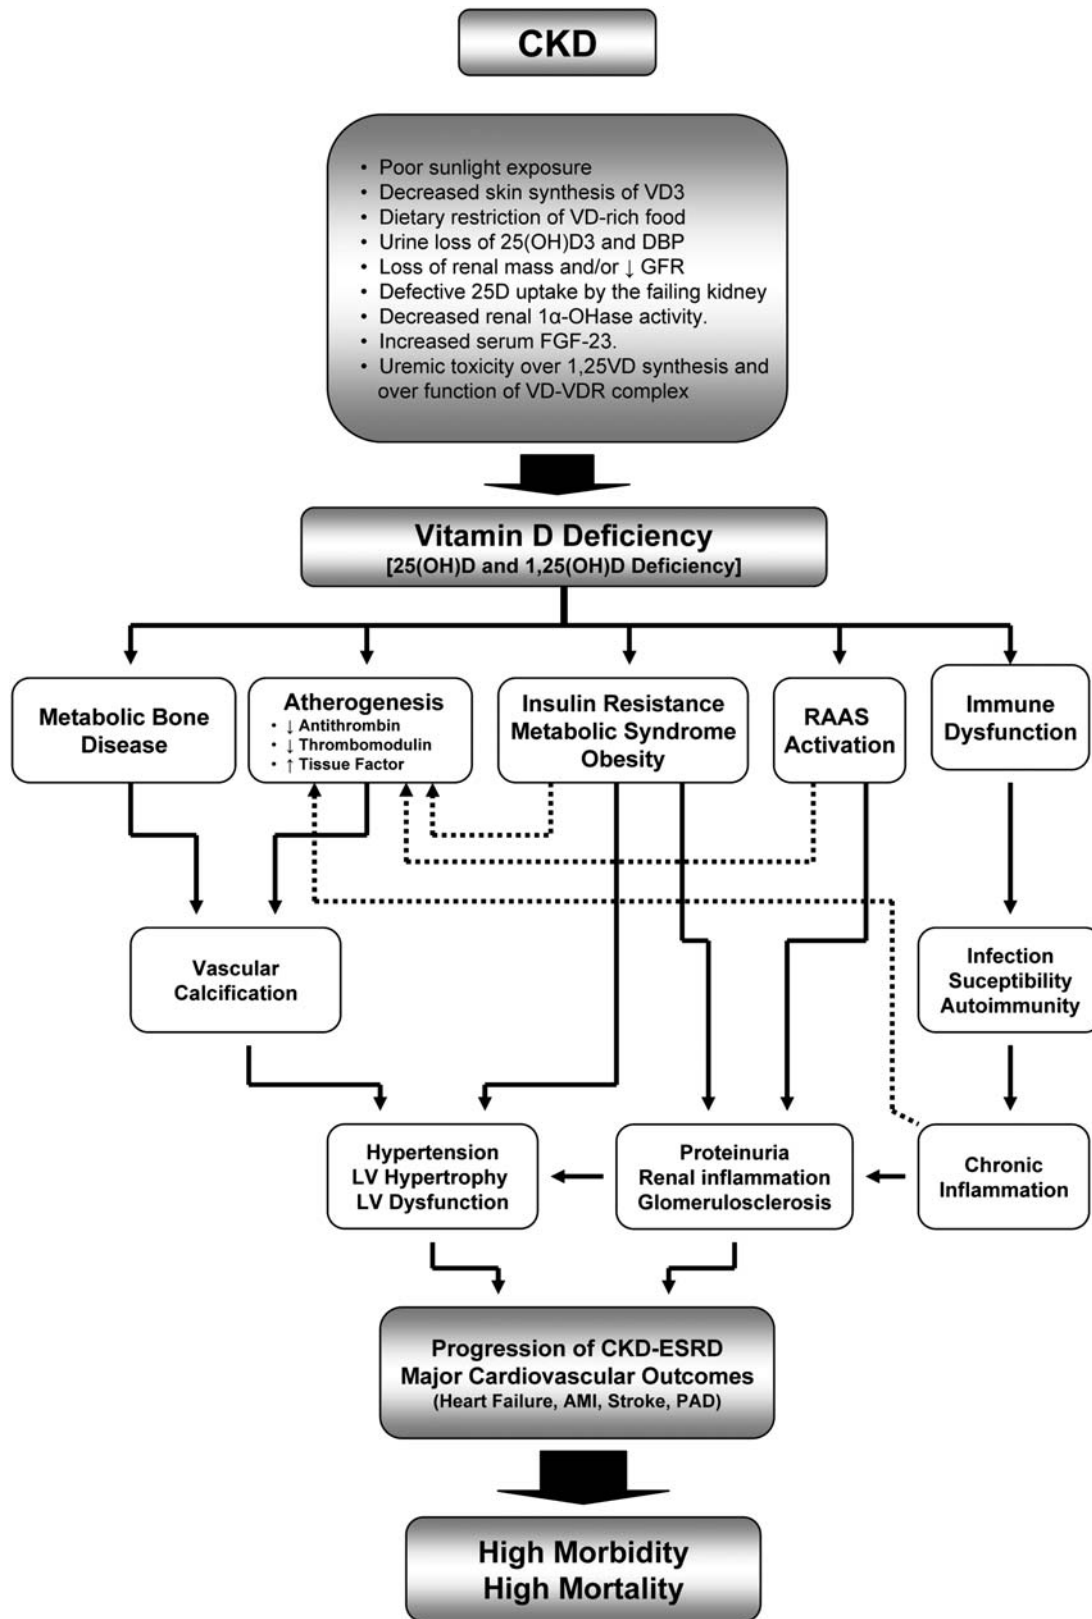 CKD
• Poor sunlight exposure
• Decreased skin synthesis of VD3
• Dietary restriction of VD-rich food
• Urine loss of 25(OH)D3 and DBP
• Loss of renal mass and/or ↓ GFR
• Defective 25D uptake by the failing kidney
• Decreased renal 1α-OHase activity.
• Increased serum FGF-23.
• Uremic toxicity over 1,25VD synthesis and
over function of VD-VDR complex
Vitamin D Deficiency
[25(OH)D and 1,25(OH)D Deficiency]
Metabolic Bone
Disease
Atherogenesis
• ↓ Antithrombin
• ↓ Thrombomodulin
• ↑ Tissue Factor
Insulin Resistance
Metabolic Syndrome
Obesity
RAAS
Activation
Immune
Dysfunction
Vascular
Calcification
Infection
Suceptibility
Autoimmunity
Hypertension
LV Hypertrophy
LV Dysfunction
Proteinuria
Renal inflammation
Glomerulosclerosis
Chronic
Inflammation
Progression of CKD-ESRD
Major Cardiovascular Outcomes
(Heart Failure, AMI, Stroke, PAD)
High Morbidity
High Mortality